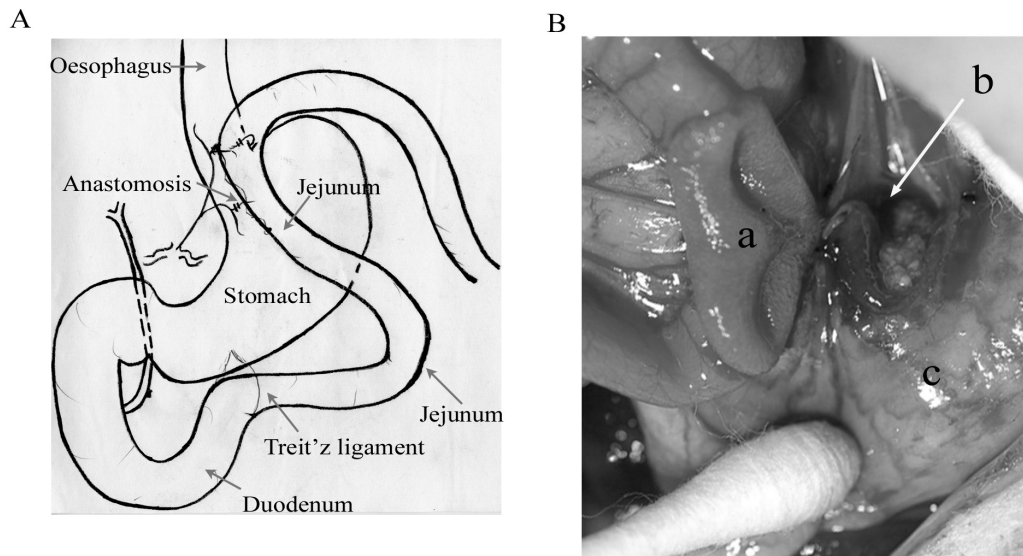 A
B
Oesophagus
b
Anastomosis
Jejunum
a
Stomach
c
Jejunum
Treit'z ligament
Duodenum